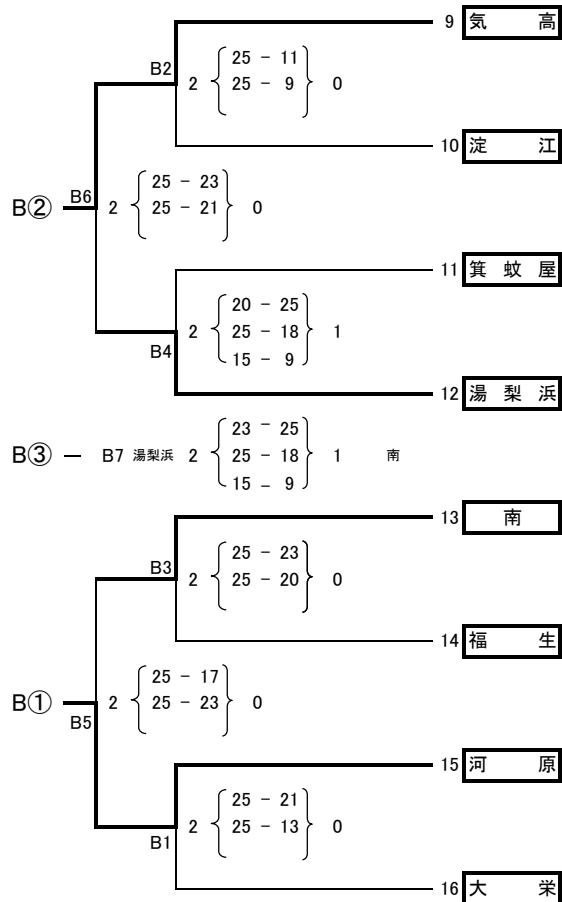 9 気 高
B2
2 25 - 11 0
25 - 9
10 淀 江
B② B6
2 25 - 23 0
25 - 21
11 箕 蚊 屋
B4
2 20 - 25 1
25 - 18
15 - 9
12 湯 梨 浜
B③ － B7 湯梨浜 2 23 - 25 1 南
25 - 18
15 - 9
13 南
B3
2 25 - 23 0
25 - 20
14 福 生
B① B5
2 25 - 17 0
25 - 23
15 河 原
B1
2 25 - 21 0
25 - 13
16 大 栄